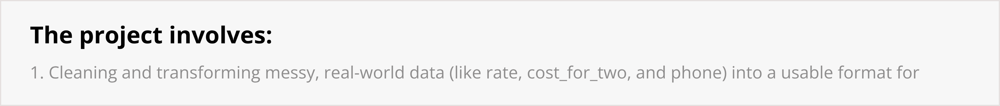 The project involves:
1. Cleaning and transforming messy, real-world data (like rate, cost_for_two, and phone) into a usable format for